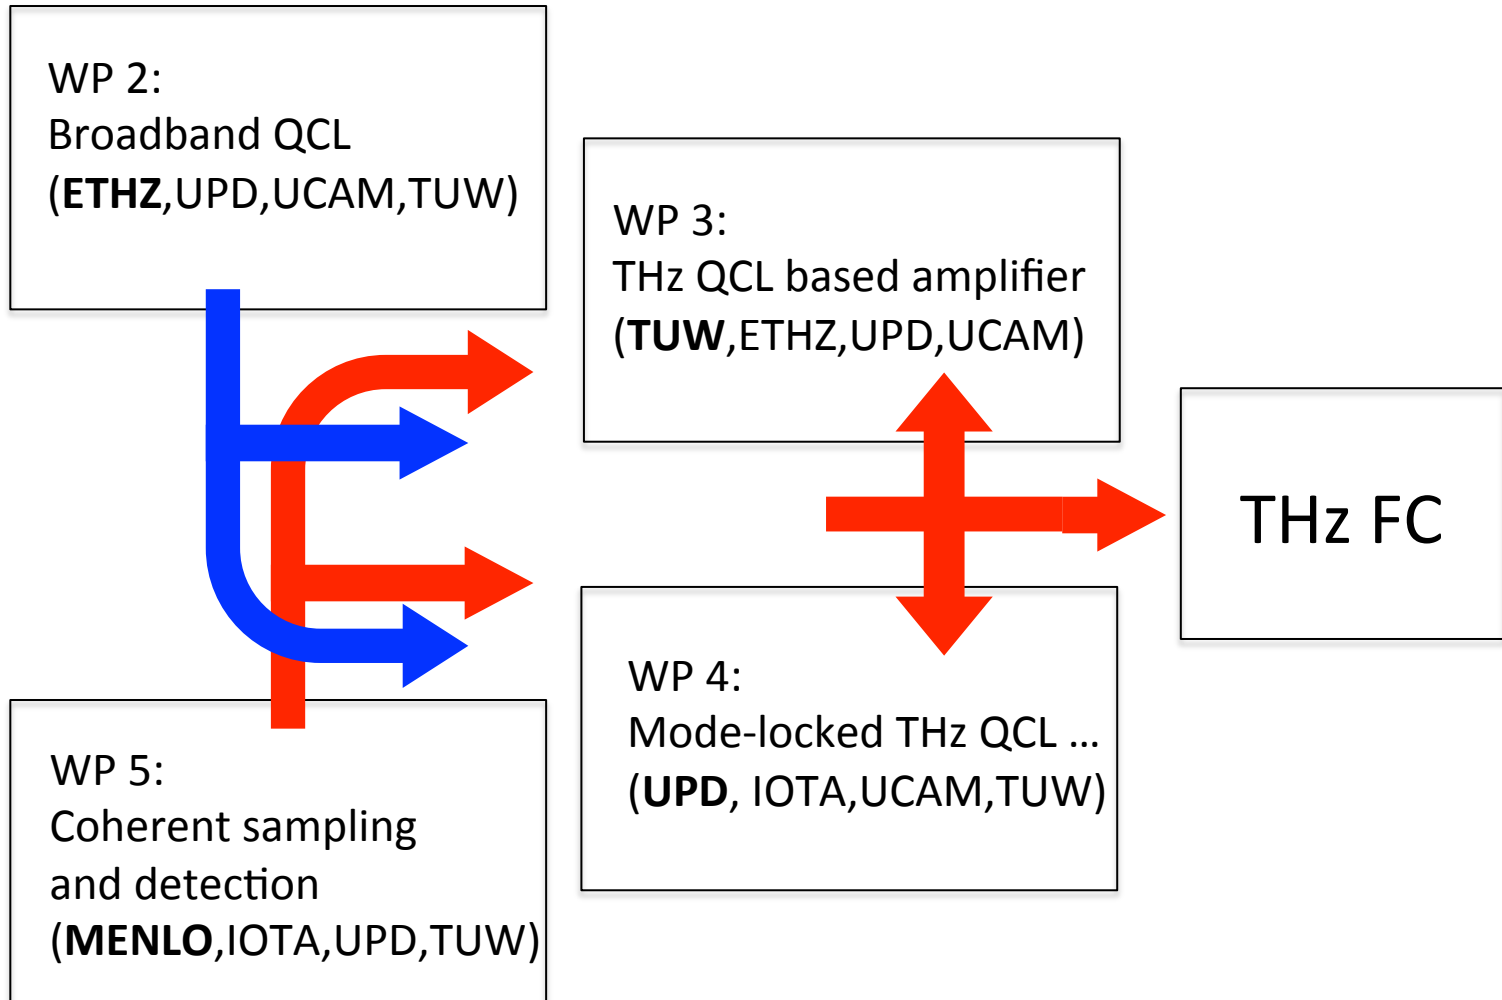 WP 2:
Broadband QCL
(ETHZ,UPD,UCAM,TUW)
WP 3:
THz QCL based amplifier
(TUW,ETHZ,UPD,UCAM)
THz FC
WP 4:
Mode-locked THz QCL ...
(UPD, IOTA,UCAM,TUW)
WP 5:
Coherent sampling
and detection
(MENLO,IOTA,UPD,TUW)